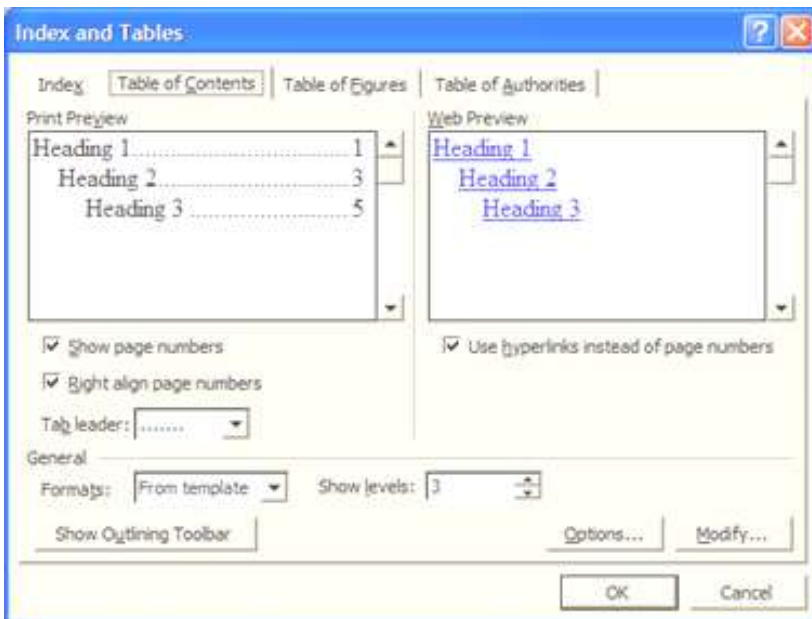 Index and Tables
Index Table of Contents Table of Figures Table of Authorities
Print Preview
Heading 1....................................1
Heading 2................................3
Heading 3............................5
Web Preview
Heading 1
Heading 2
Heading 3
Show page numbers
Right align page numbers
Tab leader: .......
Use hyperlinks instead of page numbers
General
Formats: From template Show levels: 3
Show Outlining Toolbar Options... Modify...
OK Cancel